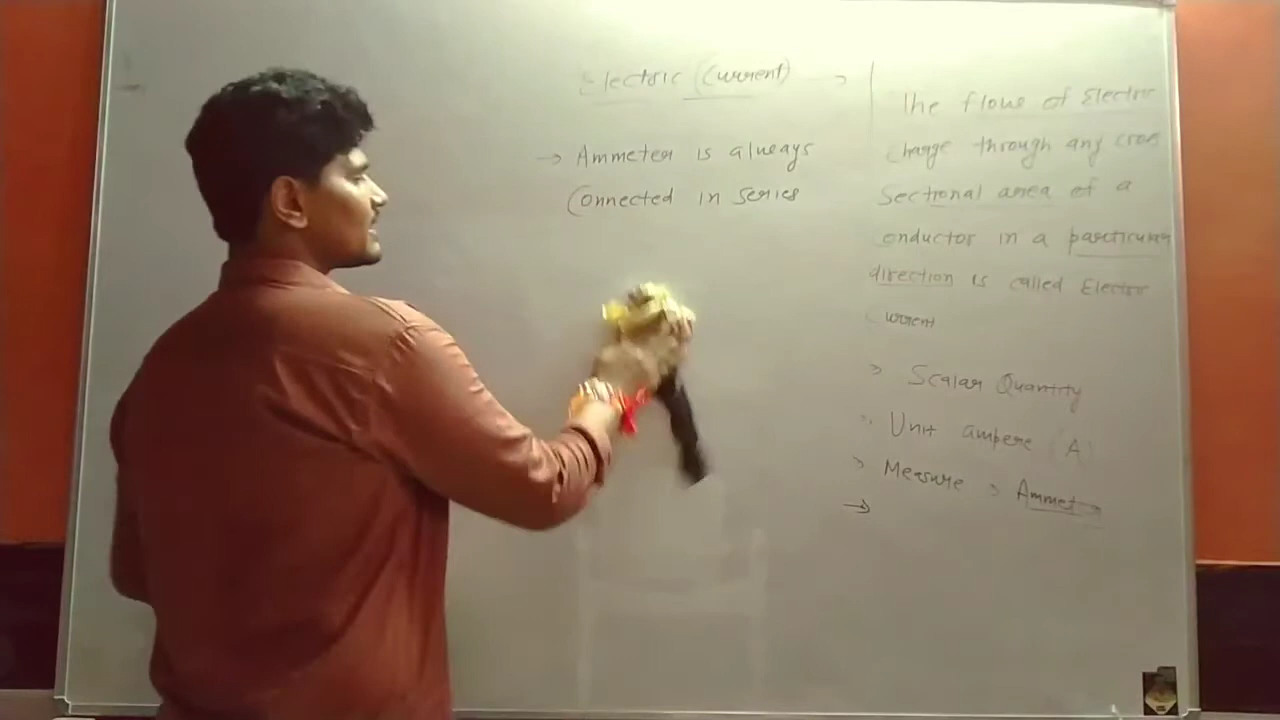 Electric (Current) →
→ Ammeter is always
Connected in series
The flow of Electric
charge through any cross
Sectional area of a
conductor in a particular
direction is called Electric
Current
→ Scalar Quantity
→ Unit ampere (A)
→ Measure → Ammeter
→